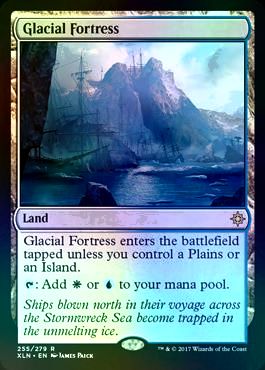 Glacial Fortress
Land
Glacial Fortress enters the battlefield
tapped unless you control a Plains or
an Island.
: Add or to your mana pool.
Ships blown north in their voyage across
the Stormwreck Sea become trapped in
the unmelting ice.
255/279 R
XLN • EN JAMES PAICK
™ & © 2017 Wizards of the Coast